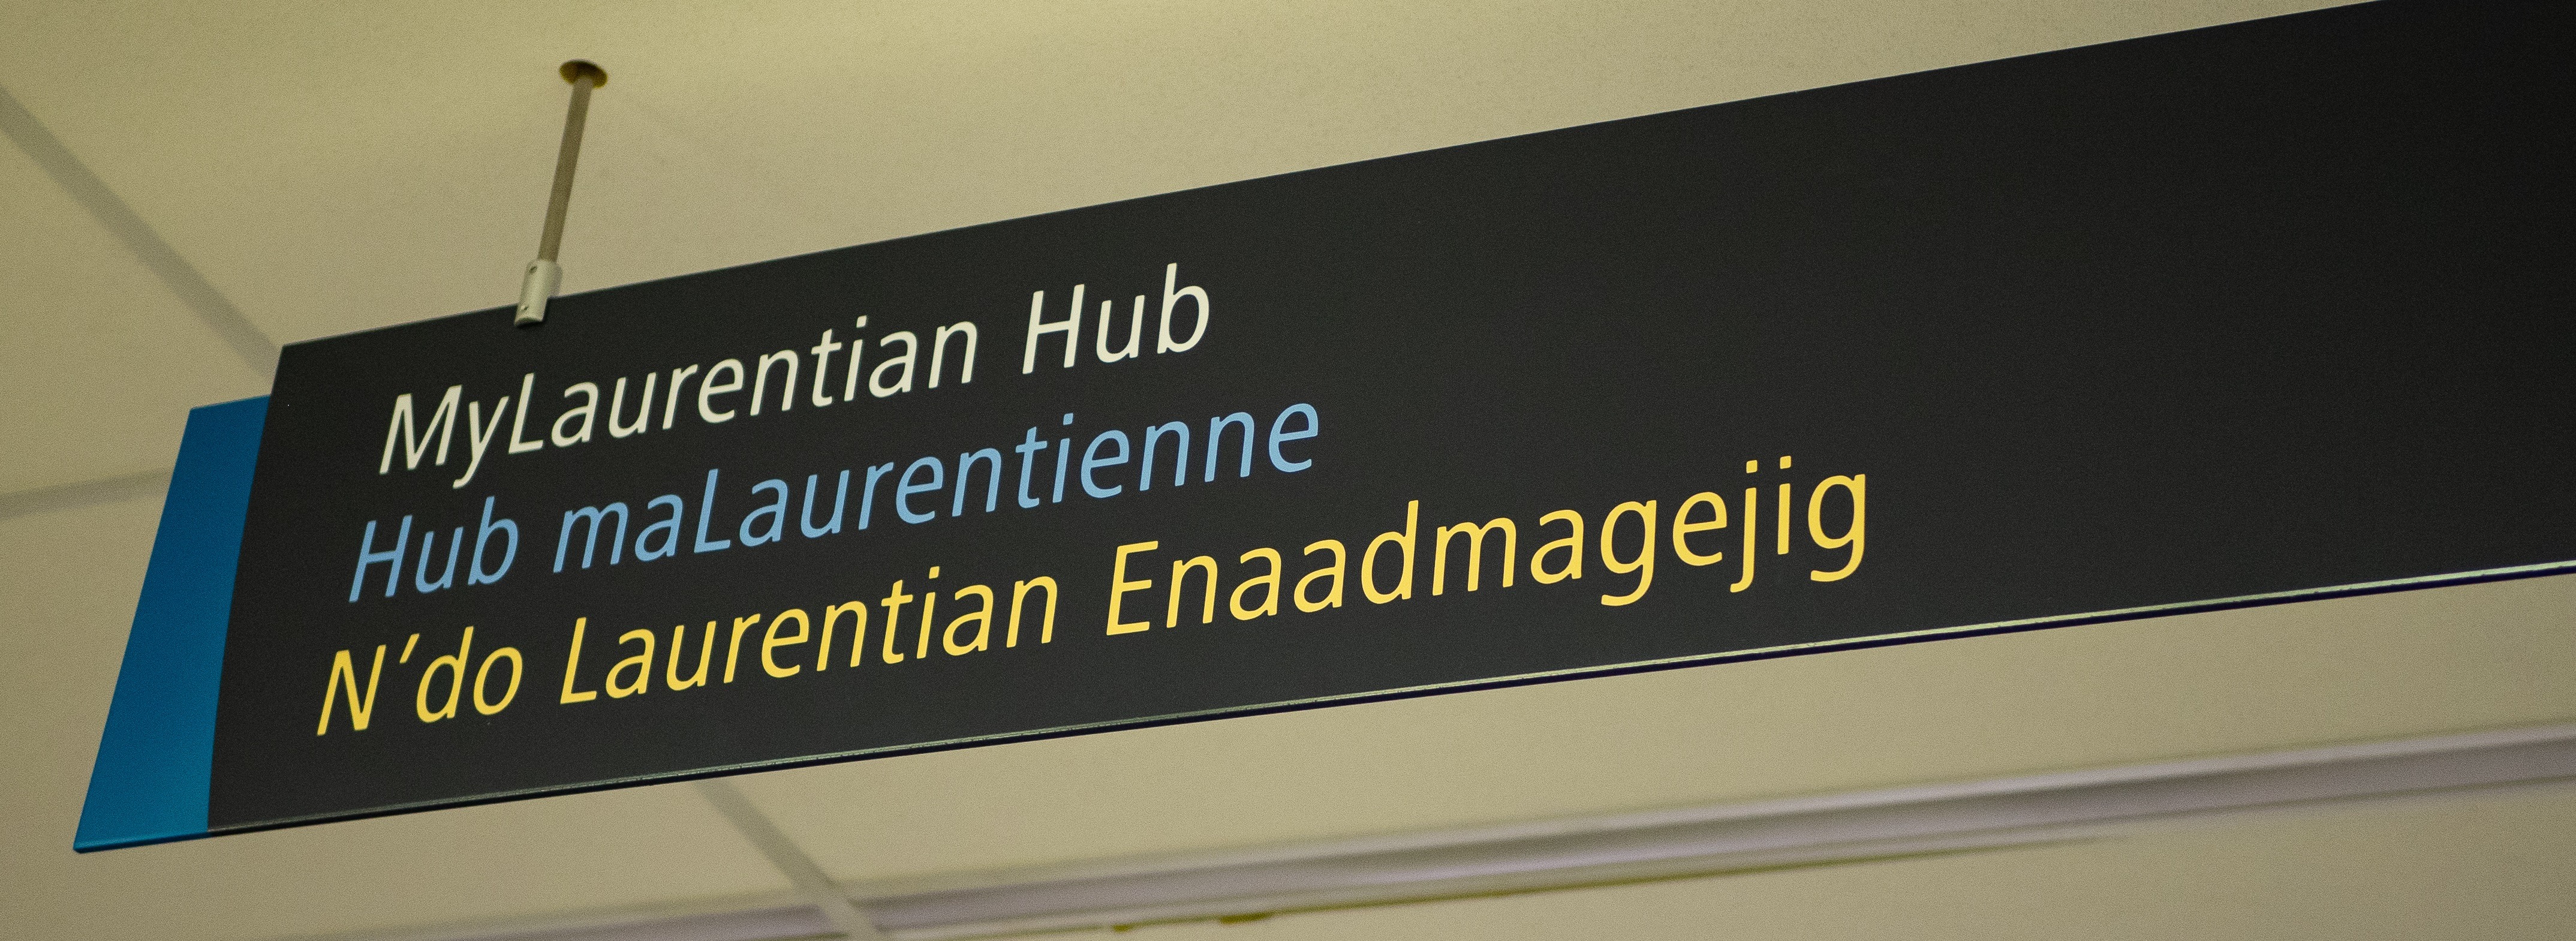 MyLaurentian Hub
Hub maLaurentienne
N’do Laurentian Enaadmagejig